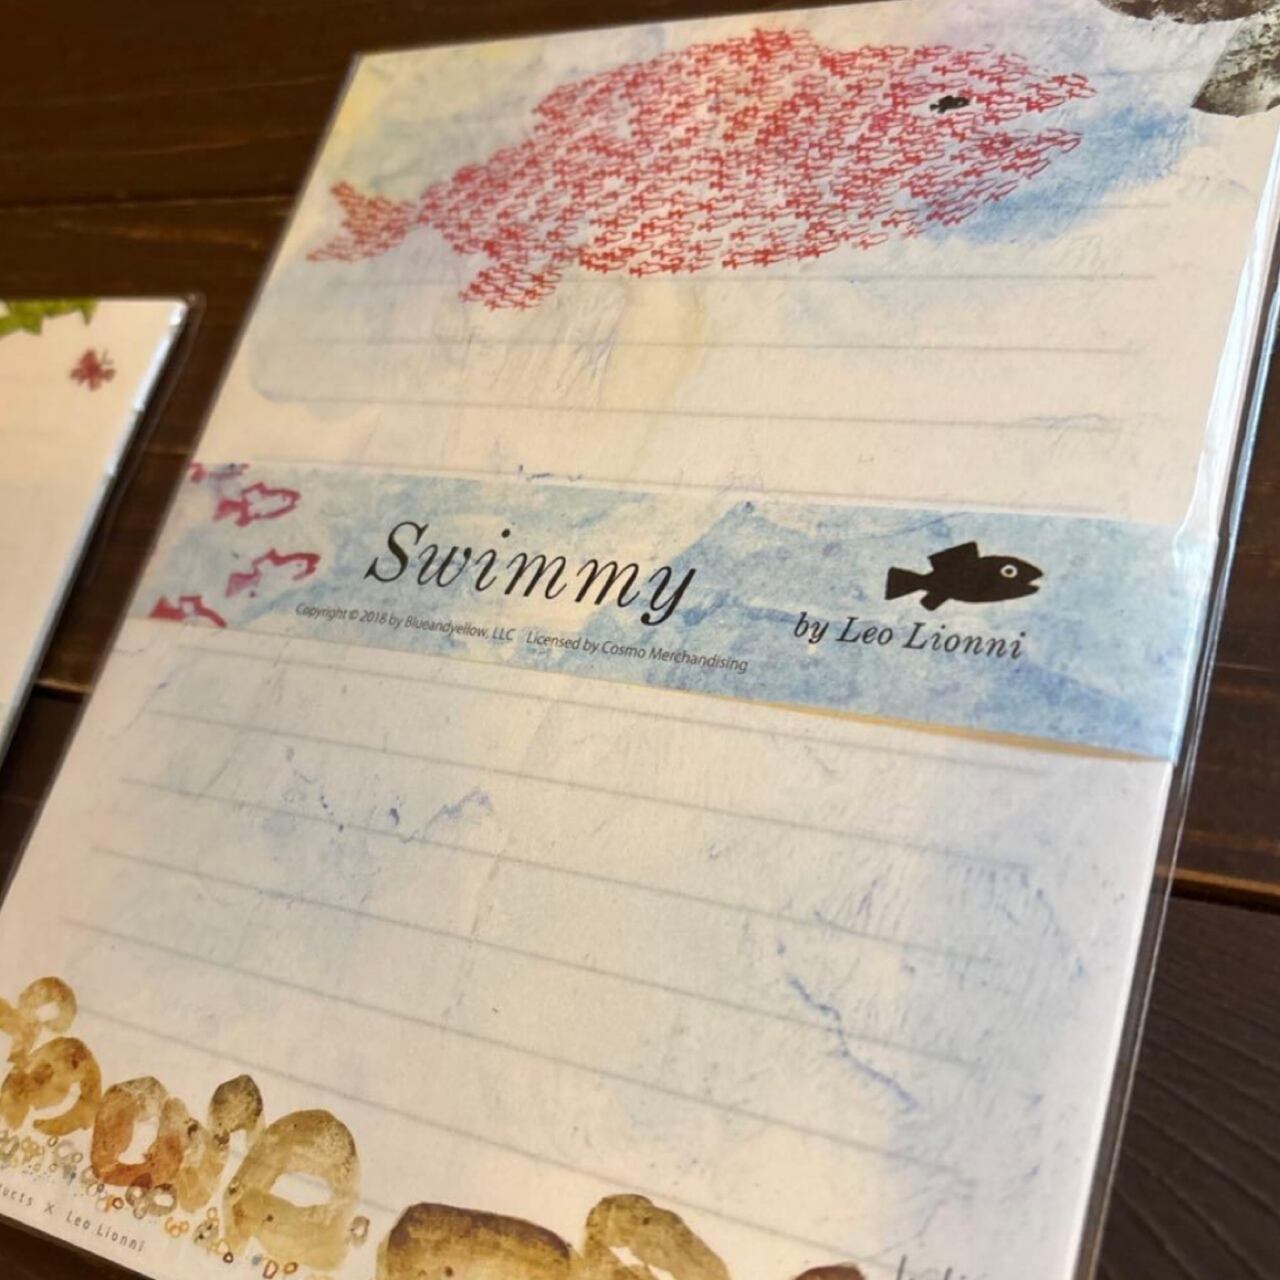 Swimmy
Copyright © 2018 by Blueandyellow, LLC Licensed by Cosmo Merchandising
by Leo Lionni
X Leo Lionni